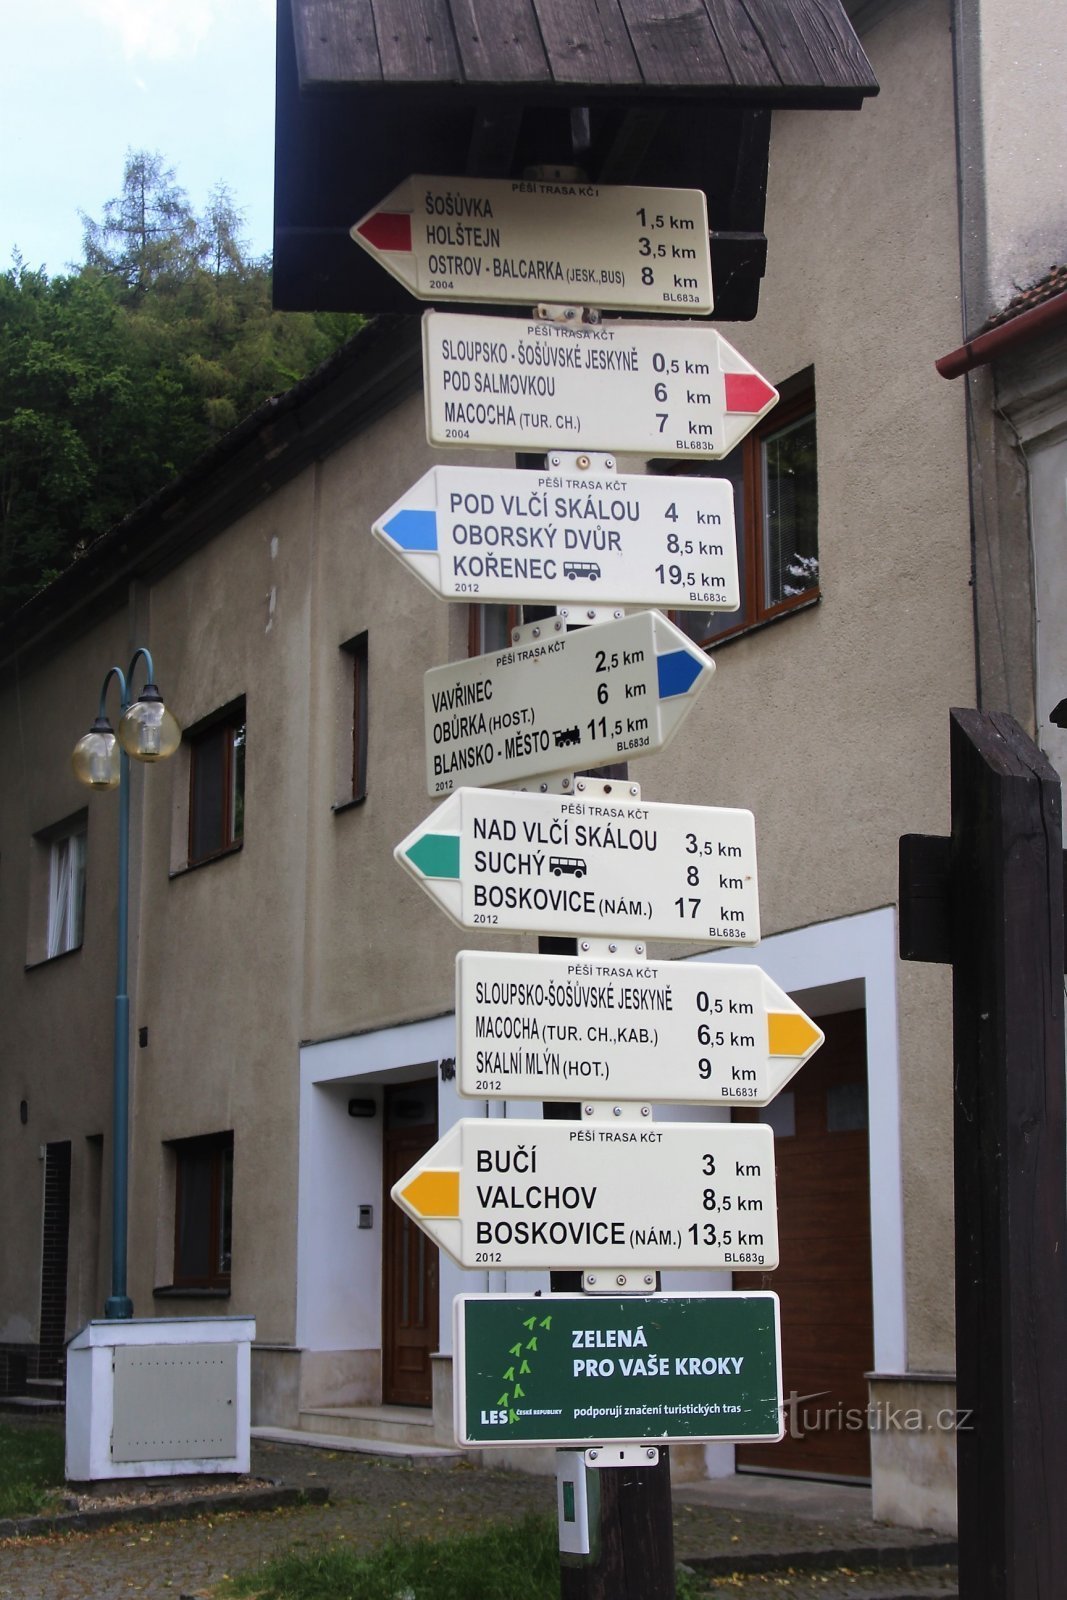 PĚŠÍ TRASA KČT
ŠOŠŮVKA 1,5 km
HOLŠTEJN 3,5 km
OSTROV - BALCARKA (JESK.,BUS) 8 km
2004 BL683a
PĚŠÍ TRASA KČT
SLOUPSKO - ŠOŠŮVSKÉ JESKYNĚ 0,5 km
POD SALMOVKOU 6 km
MACOCHA (TUR. CH.) 7 km
2004 BL683b
PĚŠÍ TRASA KČT
POD VLČÍ SKÁLOU 4 km
OBORSKÝ DVŮR 8,5 km
KOŘENEC 19,5 km
2012 BL683c
PĚŠÍ TRASA KČT
VAVŘINEC 2,5 km
OBŮRKA (HOST.) 6 km
BLANSKO - MĚSTO 11,5 km
2012 BL683d
PĚŠÍ TRASA KČT
NAD VLČÍ SKÁLOU 3,5 km
SUCHÝ 8 km
BOSKOVICE (NÁM.) 17 km
2012 BL683e
PĚŠÍ TRASA KČT
SLOUPSKO-ŠOŠŮVSKÉ JESKYNĚ 0,5 km
MACOCHA (TUR. CH.,KAB.) 6,5 km
SKALNÍ MLÝN (HOT.) 9 km
2012 BL683f
PĚŠÍ TRASA KČT
BUČÍ 3 km
VALCHOV 8,5 km
BOSKOVICE (NÁM.) 13,5 km
2012 BL683g
ZELENÁ
PRO VAŠE KROKY
LESY ČESKÉ REPUBLIKY podporují značení turistických tras
Turistika.cz